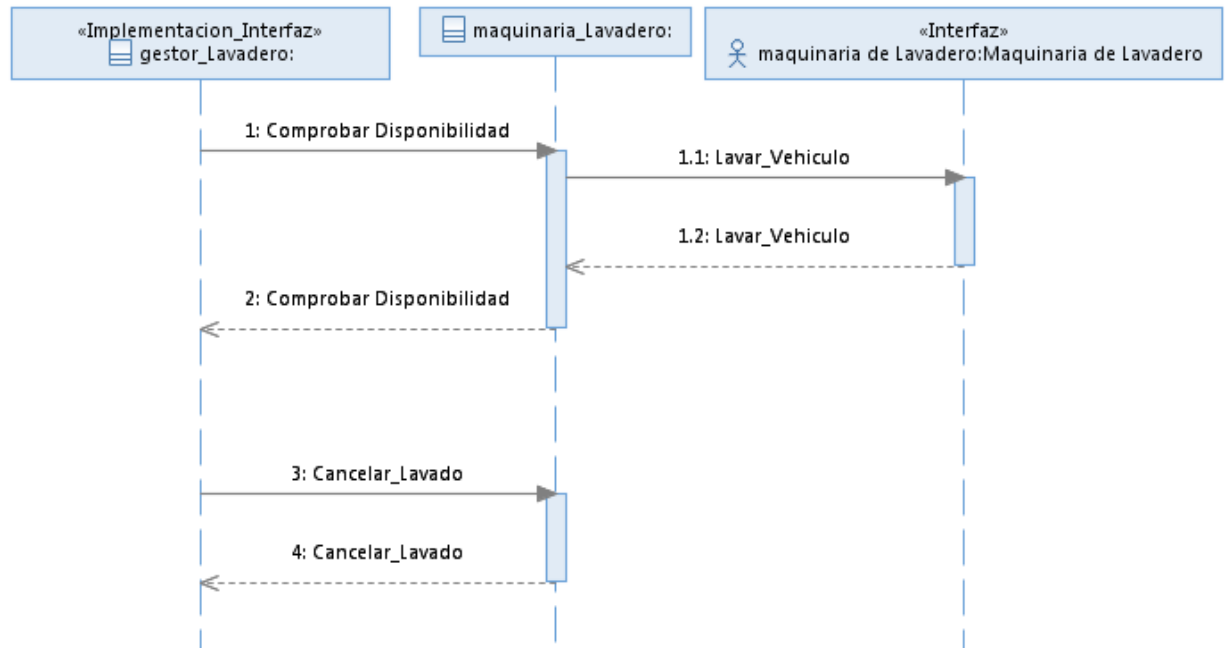 «Implementacion_Interfaz»
gestor_Lavadero:
maquinaria_Lavadero:
«Interfaz»
maquinaria de Lavadero:Maquinaria de Lavadero
1: Comprobar Disponibilidad
1.1: Lavar_Vehiculo
1.2: Lavar_Vehiculo
2: Comprobar Disponibilidad
3: Cancelar_Lavado
4: Cancelar_Lavado